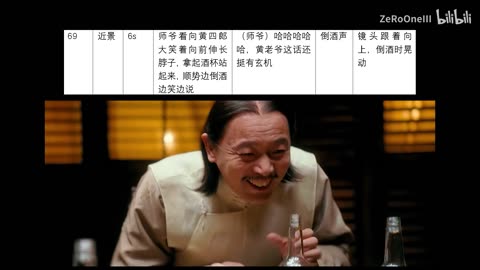 ZeRoOneIII bilibili
69
近景
6s
师爷看向黄四郎
大笑着向前伸长
脖子，拿起酒杯站
起来，顺势边倒酒
边笑边说
（师爷）哈哈哈哈
哈，黄老爷这话还
挺有玄机
倒酒声
镜头跟着向
上，倒酒时晃
动